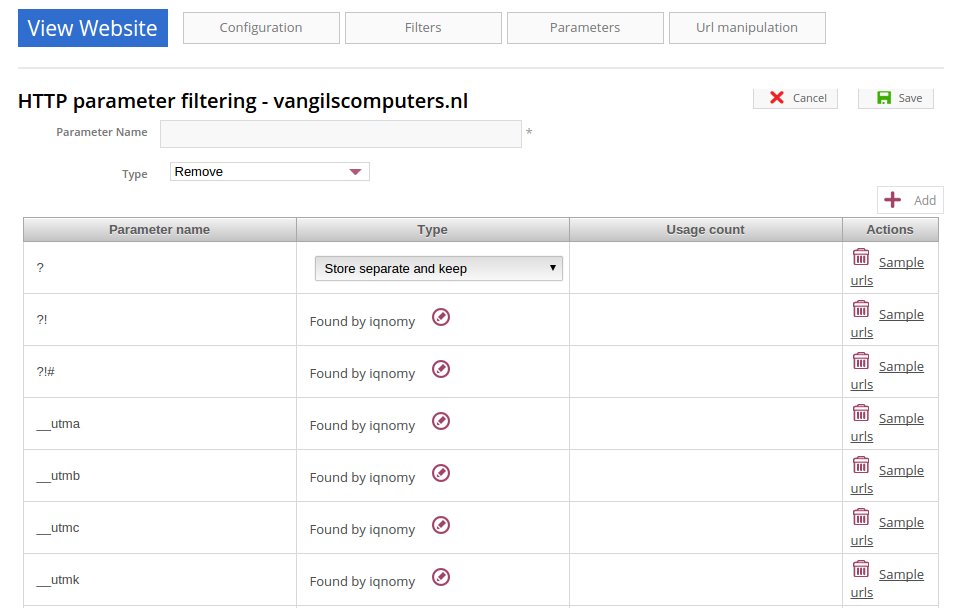 View Website Configuration Filters Parameters Url manipulation
HTTP parameter filtering - vangilscomputers.nl Cancel Save
Parameter Name *
Type Remove
Add
Parameter name Type Usage count Actions
? Store separate and keep Sample
urls
?! Found by iqnomy Sample
urls
?!# Found by iqnomy Sample
urls
__utma Found by iqnomy Sample
urls
__utmb Found by iqnomy Sample
urls
__utmc Found by iqnomy Sample
urls
__utmk Found by iqnomy Sample
urls